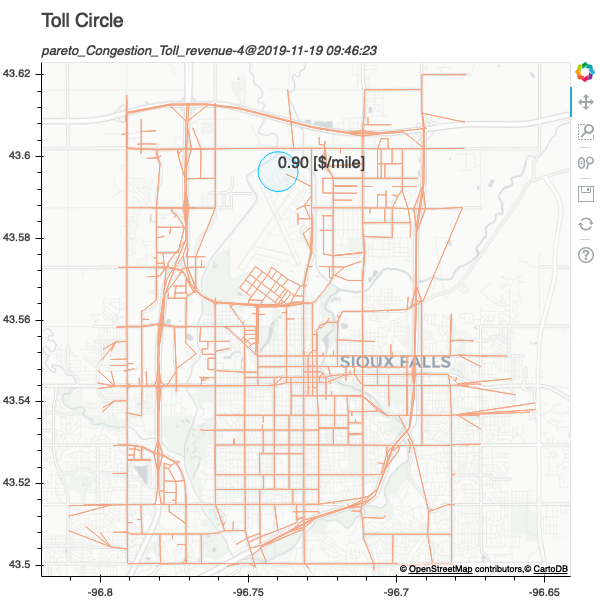 Toll Circle
pareto_Congestion_Toll_revenue-4@2019-11-19 09:46:23
43.62
43.6
43.58
43.56
43.54
43.52
43.5
0.90 [$/mile]
SIOUX FALLS
© OpenStreetMap contributors,© CartoDB
-96.8
-96.75
-96.7
-96.65